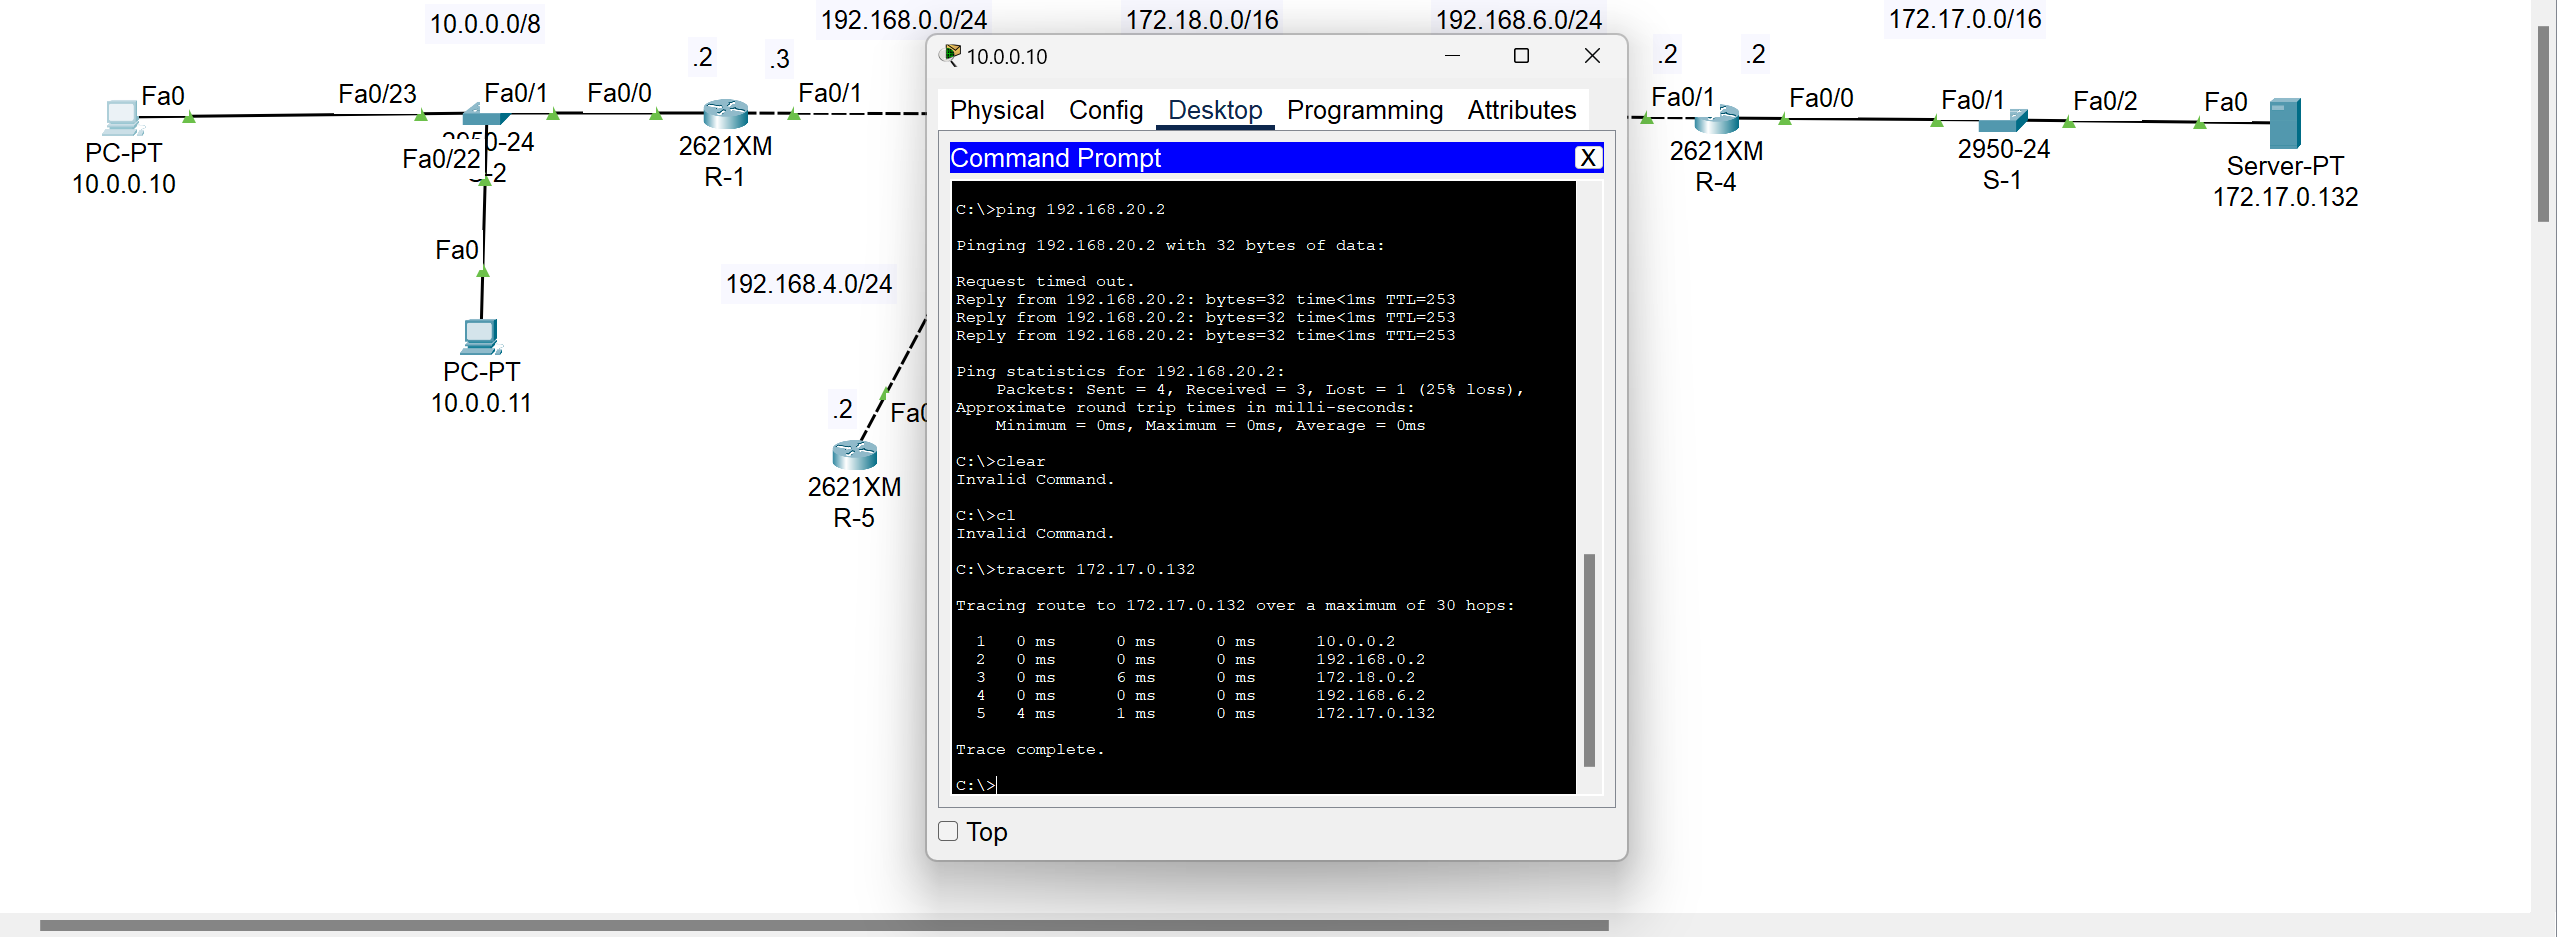 10.0.0.0/8
192.168.0.0/24
172.18.0.0/16
192.168.6.0/24
172.17.0.0/16
.2
.3
.2
.2
Fa0
Fa0/23
Fa0/1
Fa0/0
Fa0/1
Fa0/1
Fa0/0
Fa0/1
Fa0/2
Fa0
PC-PT
10.0.0.10
Fa0/22
2621XM
R-1
2621XM
R-4
2950-24
S-1
Server-PT
172.17.0.132
Fa0
PC-PT
10.0.0.11
192.168.4.0/24
.2
2621XM
R-5
10.0.0.10
Physical Config Desktop Programming Attributes
Command Prompt X
C:\>ping 192.168.20.2
Pinging 192.168.20.2 with 32 bytes of data:
Request timed out.
Reply from 192.168.20.2: bytes=32 time<1ms TTL=253
Reply from 192.168.20.2: bytes=32 time<1ms TTL=253
Reply from 192.168.20.2: bytes=32 time<1ms TTL=253
Ping statistics for 192.168.20.2:
Packets: Sent = 4, Received = 3, Lost = 1 (25% loss),
Approximate round trip times in milli-seconds:
Minimum = 0ms, Maximum = 0ms, Average = 0ms
C:\>clear
Invalid Command.
C:\>cl
Invalid Command.
C:\>tracert 172.17.0.132
Tracing route to 172.17.0.132 over a maximum of 30 hops:
1 0 ms 0 ms 0 ms 10.0.0.2
2 0 ms 0 ms 0 ms 192.168.0.2
3 0 ms 6 ms 0 ms 172.18.0.2
4 0 ms 0 ms 0 ms 192.168.6.2
5 4 ms 1 ms 0 ms 172.17.0.132
Trace complete.
C:\>
Top